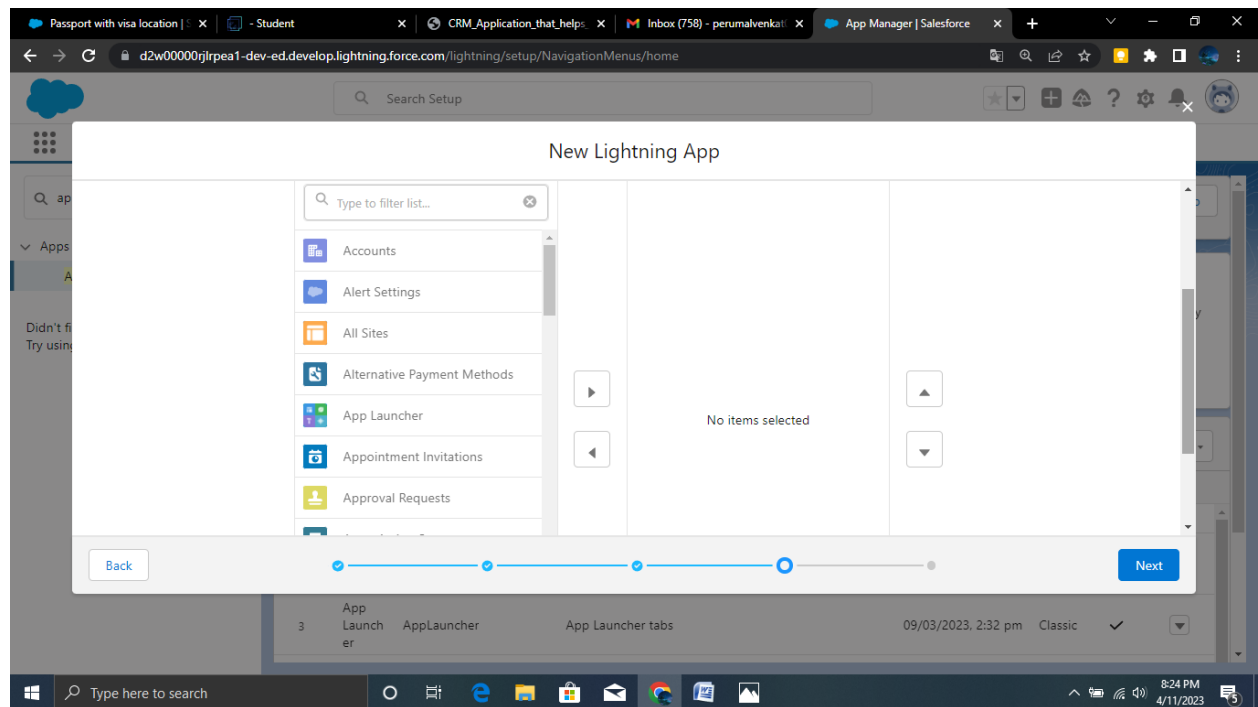 Passport with visa location | S
- Student
CRM_Application_that_helps_
Inbox (758) - perumalvenkat
App Manager | Salesforce
d2w00000rjlrpea1-dev-ed.develop.lightning.force.com/lightning/setup/NavigationMenus/home
Search Setup
New Lightning App
ap
Type to filter list...
Apps
Accounts
A
Alert Settings
Didn't fi
Try using
All Sites
y
Alternative Payment Methods
App Launcher
No items selected
Appointment Invitations
Approval Requests
Back
Next
3
App
Launch
er
AppLauncher
App Launcher tabs
09/03/2023, 2:32 pm
Classic
Type here to search
8:24 PM
4/11/2023
5